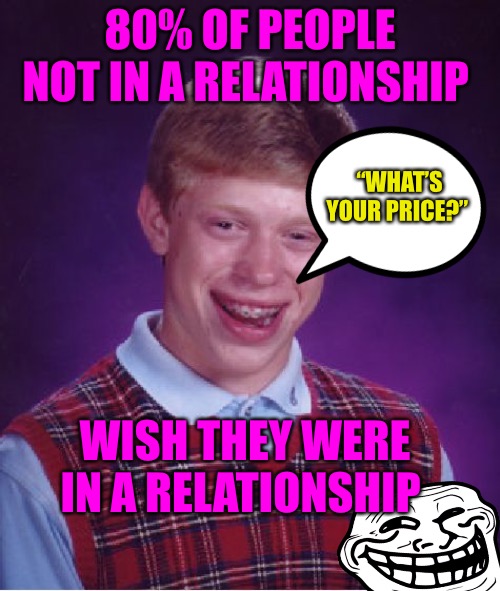 80% OF PEOPLE
NOT IN A RELATIONSHIP
“WHAT’S
YOUR PRICE?”
WISH THEY WERE
IN A RELATIONSHIP